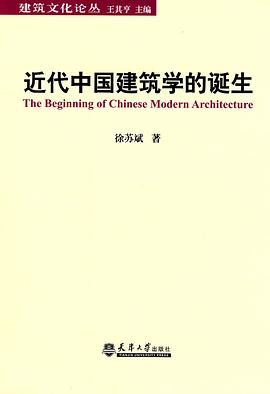 建筑文化论丛 王其亨 主编
近代中国建筑学的诞生
The Beginning of Chinese Modern Architecture
徐苏斌 著
天津大学出版社
TIANJIN UNIVERSITY PRESS